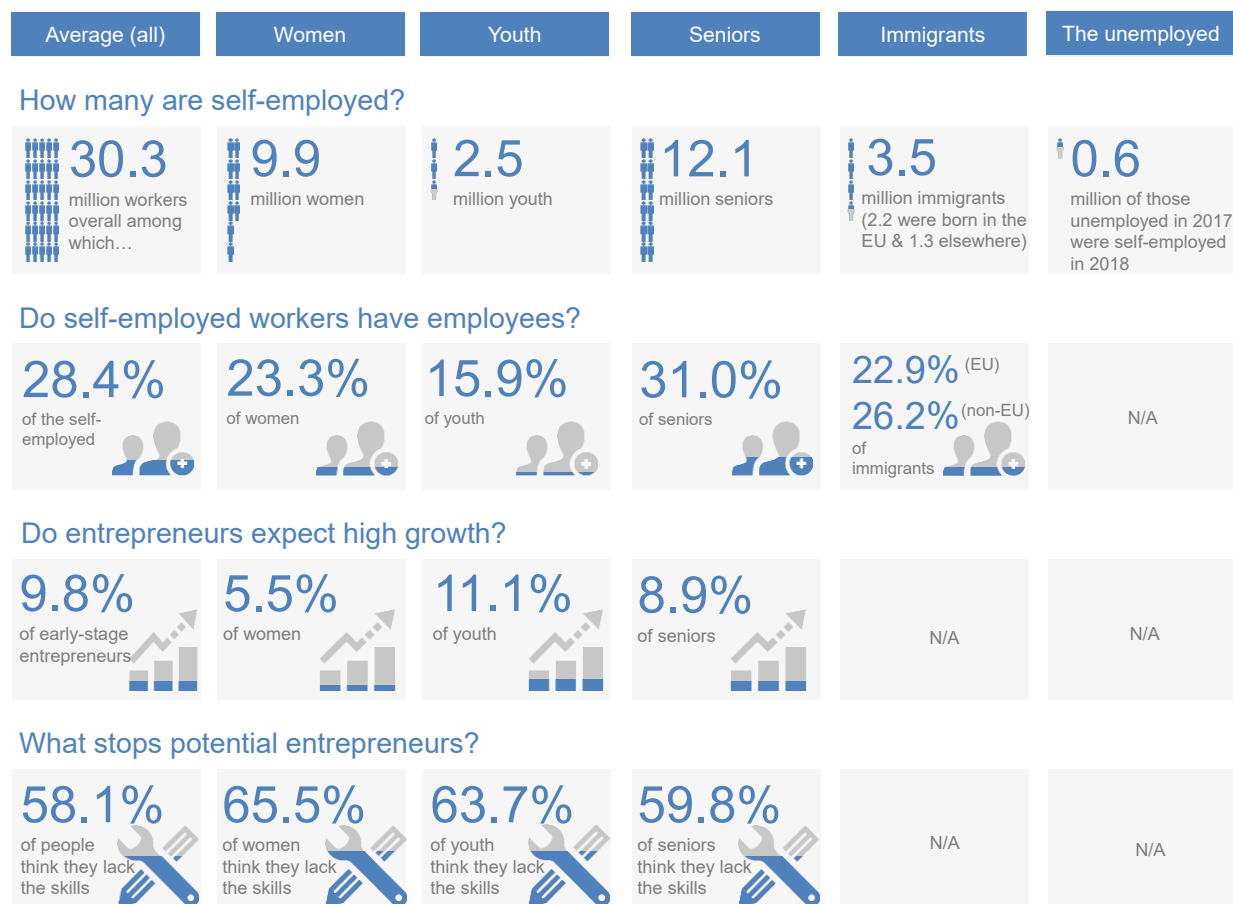 Average (all)
Women
Youth
Seniors
Immigrants
The unemployed
How many are self-employed?
30.3
million workers
overall among
which…
9.9
million women
2.5
million youth
12.1
million seniors
3.5
million immigrants
(2.2 were born in the
EU & 1.3 elsewhere)
0.6
million of those
unemployed in 2017
were self-employed
in 2018
Do self-employed workers have employees?
28.4%
of the self-
employed
23.3%
of women
15.9%
of youth
31.0%
of seniors
22.9% (EU)
26.2% (non-EU)
of
immigrants
N/A
Do entrepreneurs expect high growth?
9.8%
of early-stage
entrepreneurs
5.5%
of women
11.1%
of youth
8.9%
of seniors
N/A
N/A
What stops potential entrepreneurs?
58.1%
of people
think they lack
the skills
65.5%
of women
think they lack
the skills
63.7%
of youth
think they lack
the skills
59.8%
of seniors
think they lack
the skills
N/A
N/A